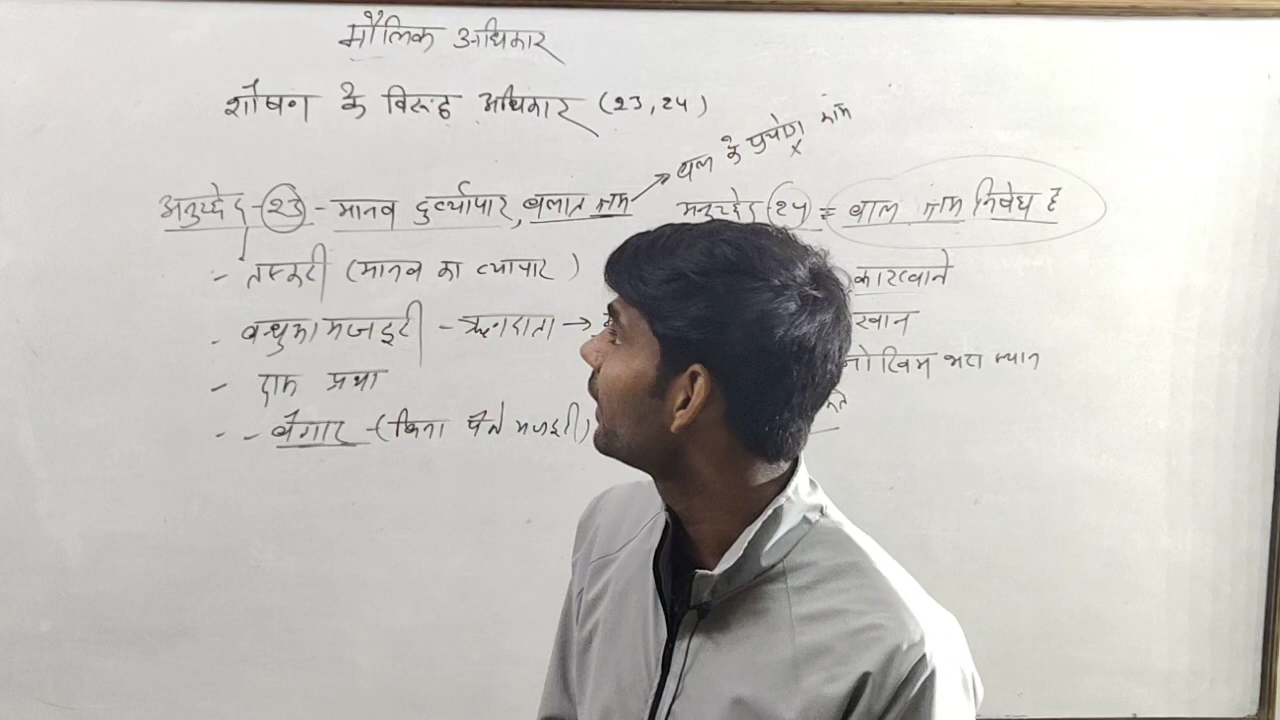 मौलिक अधिकार
शोषण के विरूद्ध अधिकार (23,24)
अनुच्छेद-23 - मानव दुर्व्यापार, बलात श्रम → बल के प्रयोग
अनुच्छेद 24 = बाल श्रम निषेध है
- तस्करी (मानव का व्यापार)
कारखाने
- बन्धुआ मजदूरी - ऋणदाता →
खान
जोखिम भरा स्थान
- दास प्रथा
- - बेगार - (बिना पैसे मजदूरी)